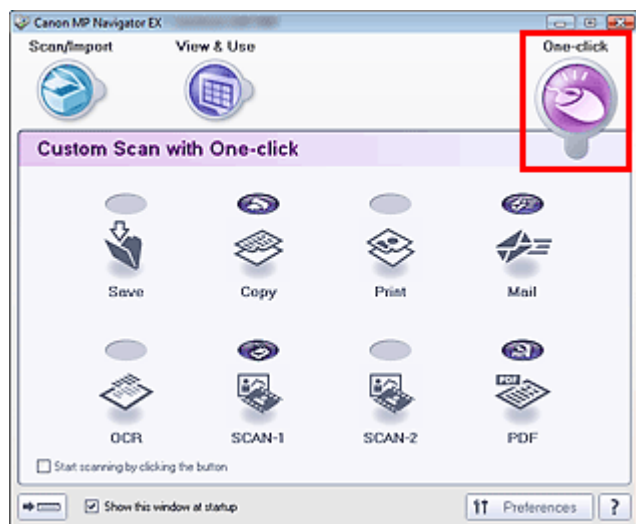 Canon MP Navigator EX
Scan/Import View & Use One-click
Custom Scan with One-click
Save Copy Print Mail
PDF
OCR SCAN-1 SCAN-2 PDF
Start scanning by clicking the button
Show this window at startup
Preferences ?